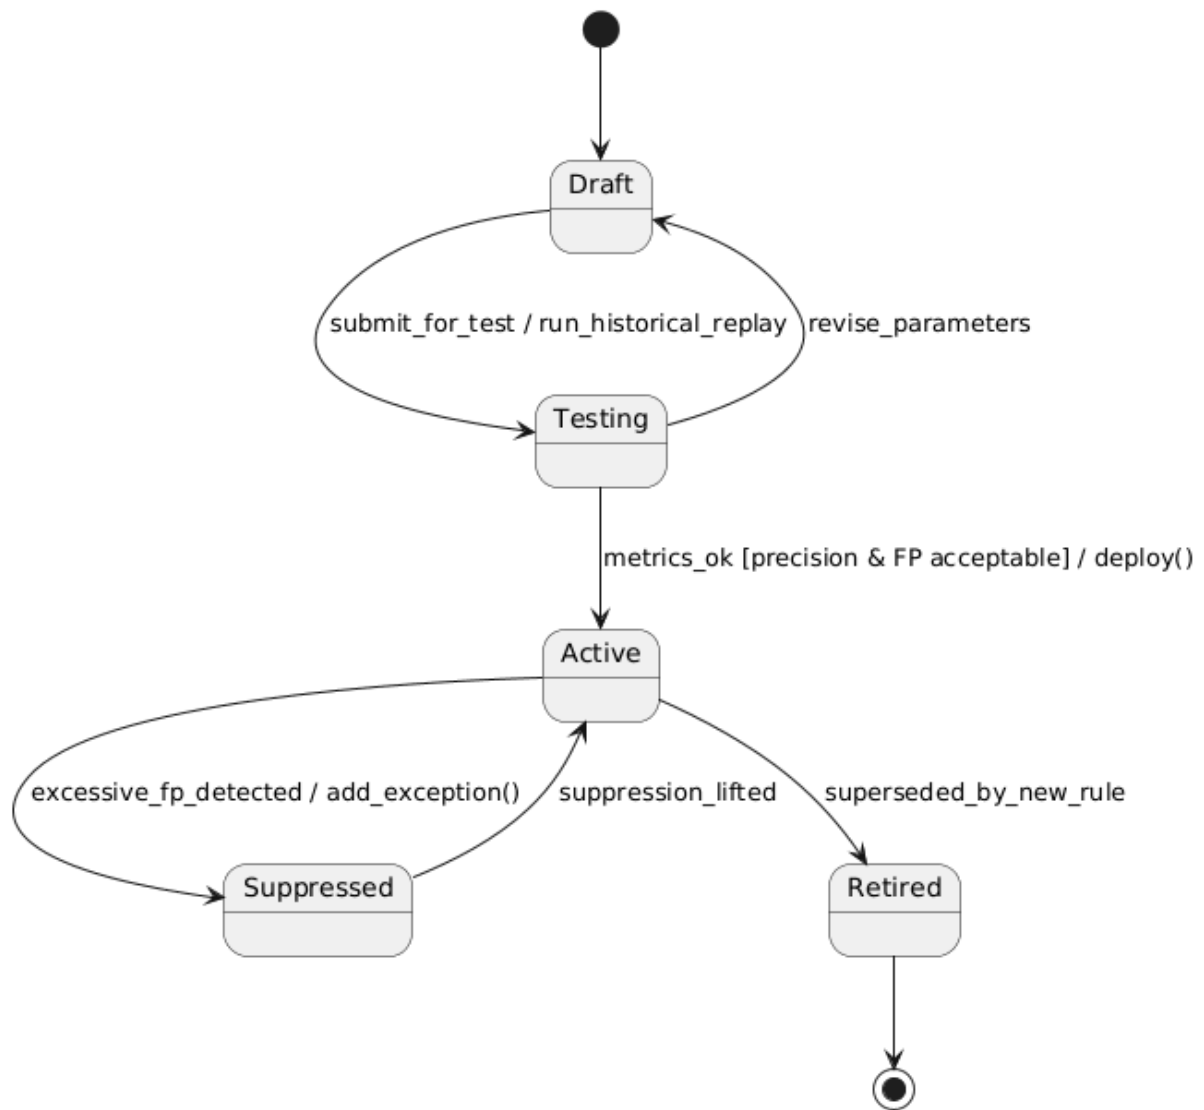 Draft
submit_for_test / run_historical_replay
revise_parameters
Testing
metrics_ok [precision & FP acceptable] / deploy()
Active
excessive_fp_detected / add_exception()
suppression_lifted
superseded_by_new_rule
Suppressed
Retired